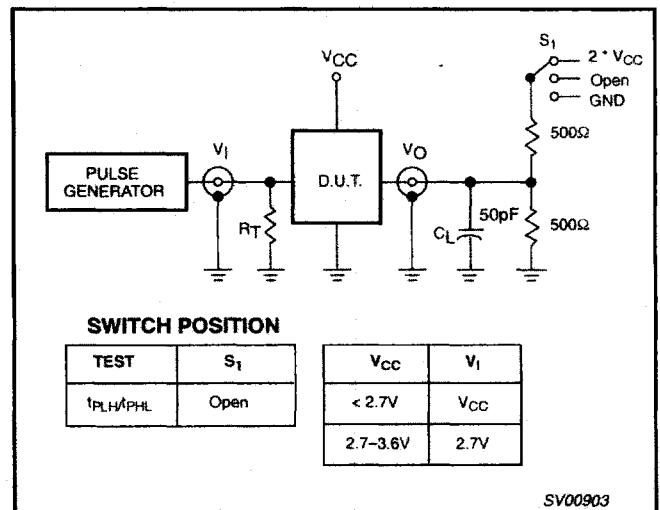 S1
2 * VCC
Open
GND
VCC
500Ω
VI
VO
PULSE
GENERATOR
D.U.T.
RT
50pF
CL
500Ω
SWITCH POSITION
TEST S1
tPLH/tPHL Open
VCC VI
< 2.7V VCC
2.7–3.6V 2.7V
SV00903